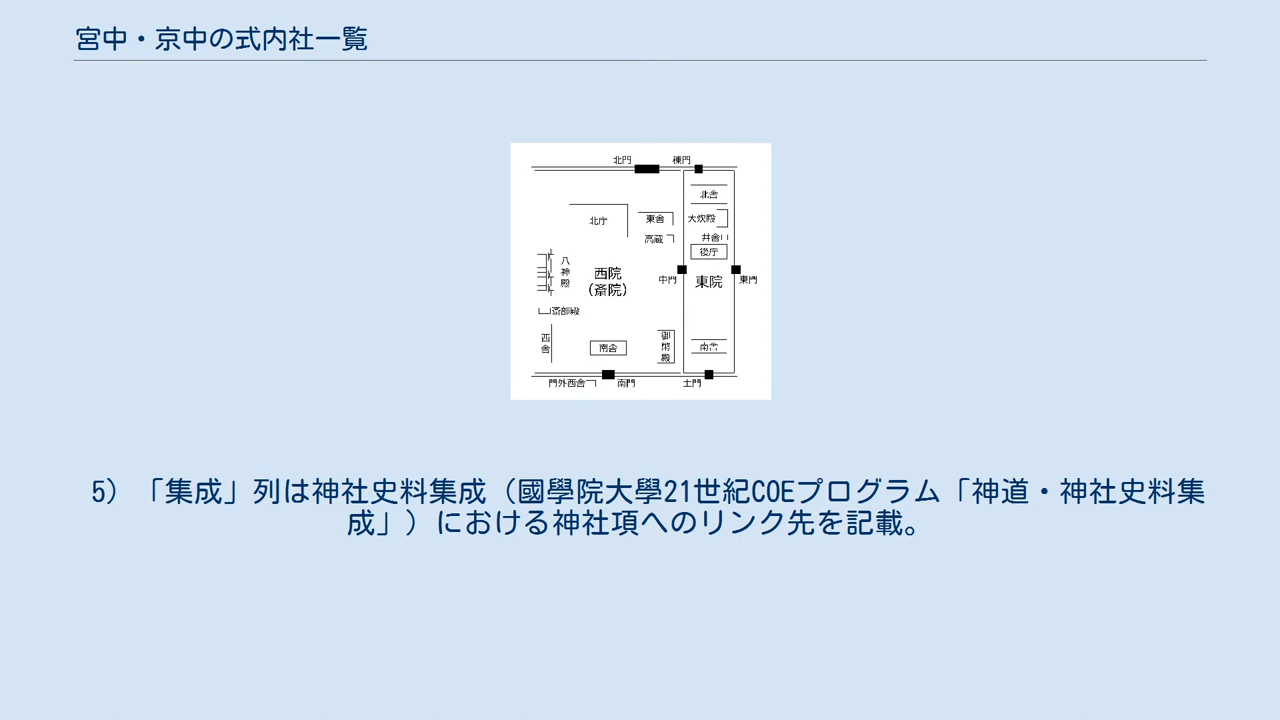 宮中・京中の式内社一覧
北門
棟門
北舎
北庁
東舎
大炊殿
高蔵
井舎
後庁
八神殿
西院
（斎院）
中門
東院
東門
斎部殿
西舎
南舎
御幣殿
南舎
門外西舎
南門
土門
5）「集成」列は神社史料集成（國學院大學21世紀COEプログラム「神道・神社史料集
成」）における神社項へのリンク先を記載。